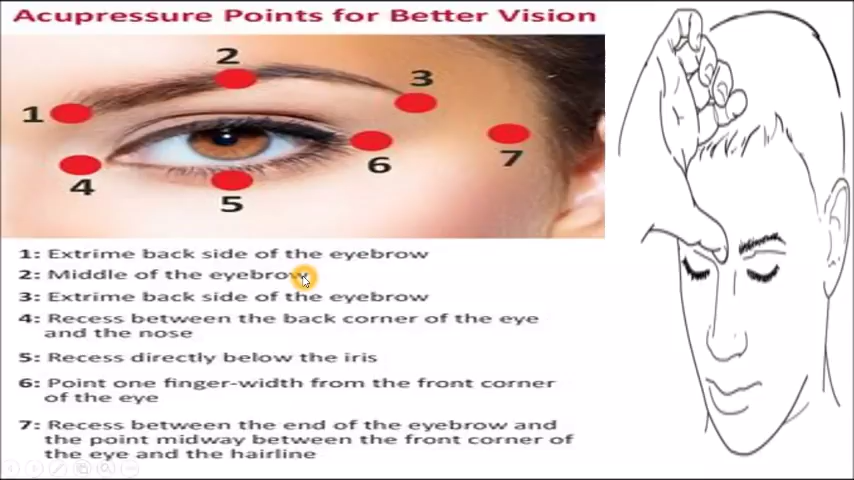 Acupressure Points for Better Vision
2
3
1
6
7
4
5
1: Extrime back side of the eyebrow
2: Middle of the eyebrow
3: Extrime back side of the eyebrow
4: Recess between the back corner of the eye
and the nose
5: Recess directly below the iris
6: Point one finger-width from the front corner
of the eye
7: Recess between the end of the eyebrow and
the point midway between the front corner of
the eye and the hairline